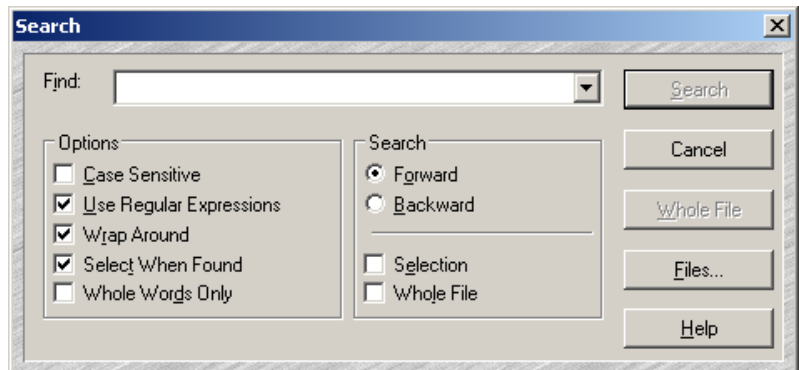 Search
Find:
Search
Options
Search
Cancel
Case Sensitive
Forward
Use Regular Expressions
Backward
Whole File
Wrap Around
Select When Found
Selection
Files...
Whole Words Only
Whole File
Help